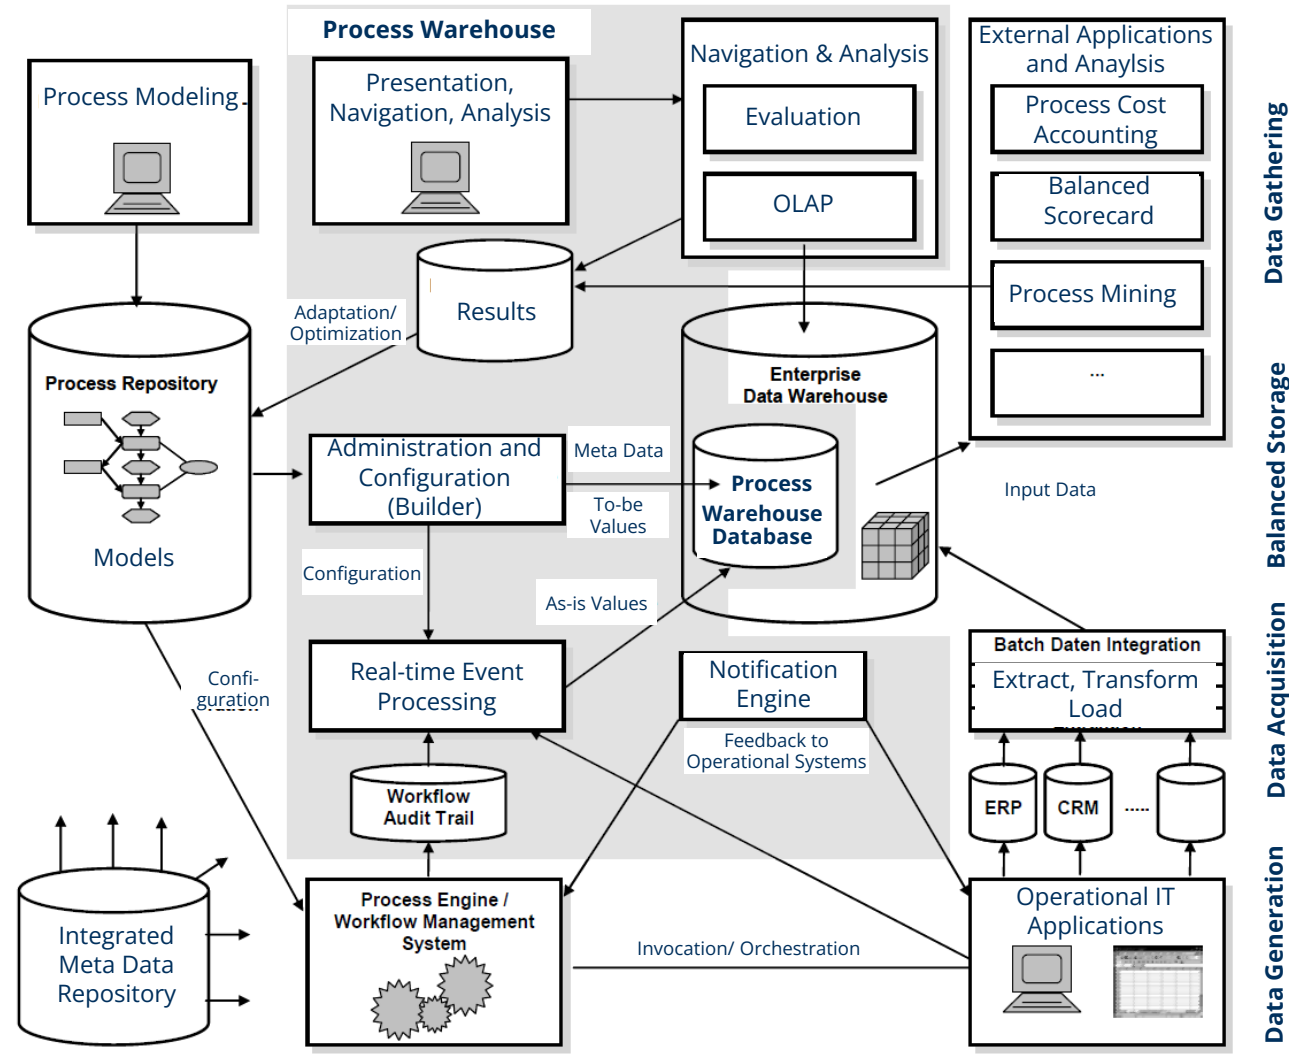 Process Warehouse
Process Modeling
Presentation,
Navigation, Analysis
Navigation & Analysis
Evaluation
OLAP
External Applications
and Anaylsis
Process Cost
Accounting
Balanced
Scorecard
Process Mining
...
Data Gathering
Results
Adaptation/
Optimization
Process Repository
Models
Enterprise
Data Warehouse
Process
Warehouse
Database
Administration and
Configuration
(Builder)
Meta Data
To-be
Values
Input Data
Balanced Storage
Configuration
As-is Values
Confi-
guration
Real-time Event
Processing
Notification
Engine
Feedback to
Operational Systems
Batch Daten Integration
Extract, Transform
Load
Data Acquisition
Workflow
Audit Trail
ERP
CRM
.....
Integrated
Meta Data
Repository
Process Engine /
Workflow Management
System
Invocation/ Orchestration
Operational IT
Applications
Data Generation